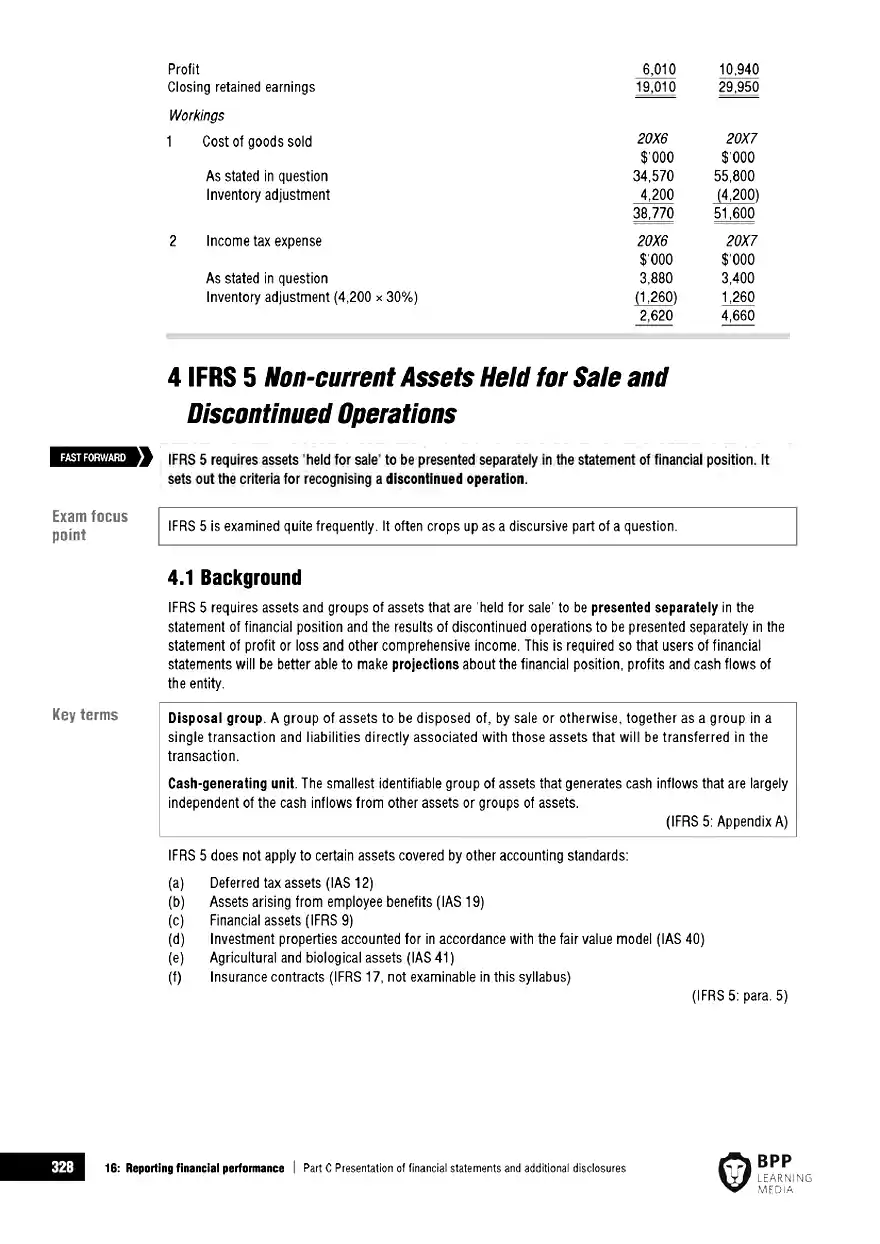 Profit 6,010 10,940
Closing retained earnings 19,010 29,950
Workings
1 Cost of goods sold 20X6 20X7
$'000 $'000
As stated in question 34,570 55,800
Inventory adjustment 4,200 (4,200)
38,770 51,600
2 Income tax expense 20X6 20X7
$'000 $'000
As stated in question 3,880 3,400
Inventory adjustment (4,200 × 30%) (1,260) 1,260
2,620 4,660
4 IFRS 5 Non-current Assets Held for Sale and
Discontinued Operations
FAST FORWARD
IFRS 5 requires assets 'held for sale' to be presented separately in the statement of financial position. It
sets out the criteria for recognising a discontinued operation.
Exam focus
point
IFRS 5 is examined quite frequently. It often crops up as a discursive part of a question.
4.1 Background
IFRS 5 requires assets and groups of assets that are 'held for sale' to be presented separately in the
statement of financial position and the results of discontinued operations to be presented separately in the
statement of profit or loss and other comprehensive income. This is required so that users of financial
statements will be better able to make projections about the financial position, profits and cash flows of
the entity.
Key terms
Disposal group. A group of assets to be disposed of, by sale or otherwise, together as a group in a
single transaction and liabilities directly associated with those assets that will be transferred in the
transaction.
Cash-generating unit. The smallest identifiable group of assets that generates cash inflows that are largely
independent of the cash inflows from other assets or groups of assets.
(IFRS 5: Appendix A)
IFRS 5 does not apply to certain assets covered by other accounting standards:
(a) Deferred tax assets (IAS 12)
(b) Assets arising from employee benefits (IAS 19)
(c) Financial assets (IFRS 9)
(d) Investment properties accounted for in accordance with the fair value model (IAS 40)
(e) Agricultural and biological assets (IAS 41)
(f) Insurance contracts (IFRS 17, not examinable in this syllabus)
(IFRS 5: para. 5)
328 16: Reporting financial performance | Part C Presentation of financial statements and additional disclosures
BPP
LEARNING
MEDIA